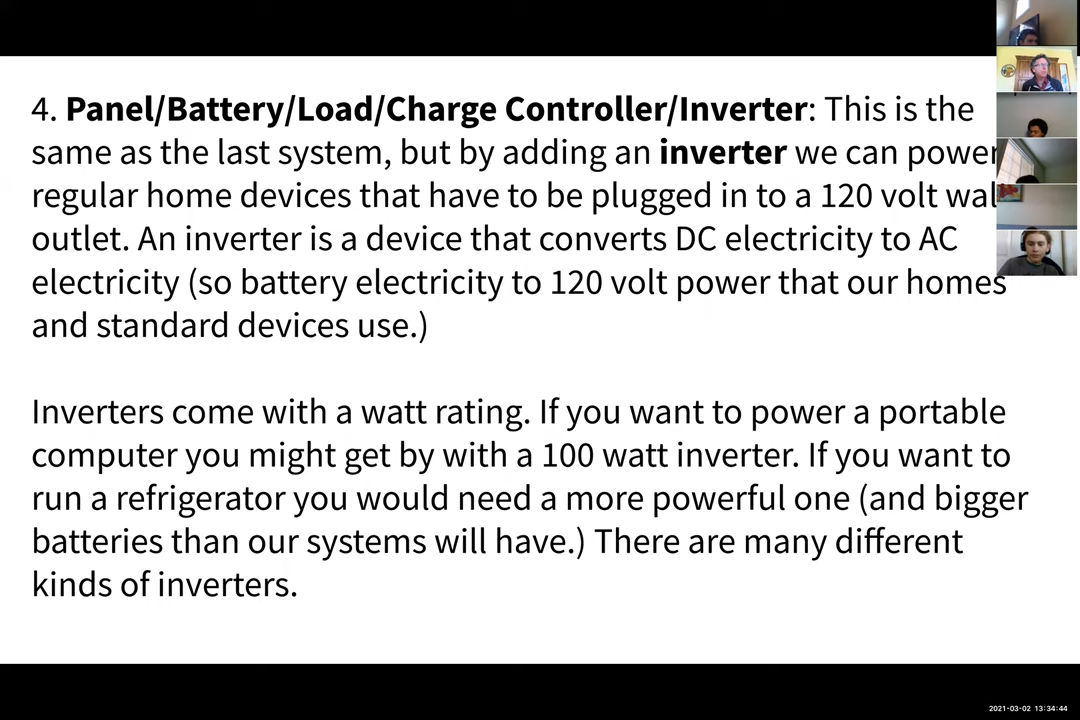 4. Panel/Battery/Load/Charge Controller/Inverter: This is the
same as the last system, but by adding an inverter we can power
regular home devices that have to be plugged in to a 120 volt wal
outlet. An inverter is a device that converts DC electricity to AC
electricity (so battery electricity to 120 volt power that our homes
and standard devices use.)
Inverters come with a watt rating. If you want to power a portable
computer you might get by with a 100 watt inverter. If you want to
run a refrigerator you would need a more powerful one (and bigger
batteries than our systems will have.) There are many different
kinds of inverters.
2021-03-02 13:34:44